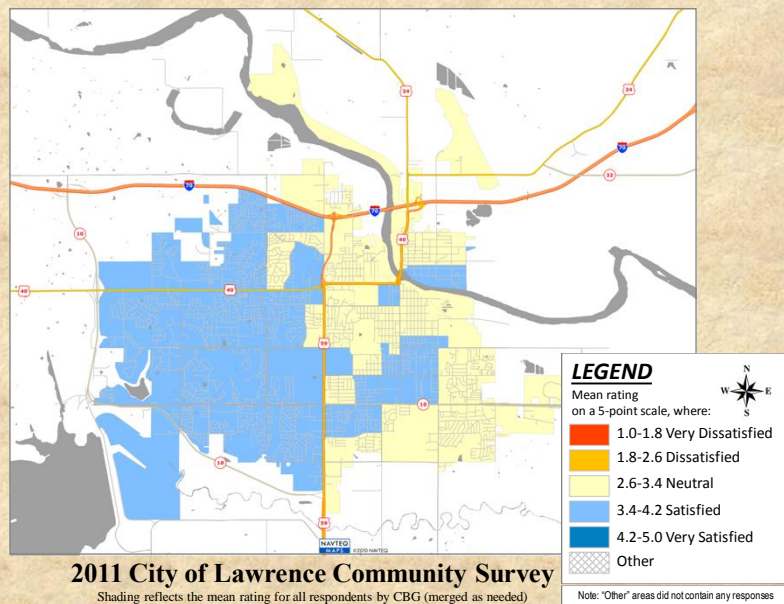 24
24
70
32
70
70
10
40
40
40
59
10
10
59
NAVTEQ
MAPS ©2010 NAVTEQ
LEGEND
Mean rating
on a 5-point scale, where:
N
W E
S
1.0-1.8 Very Dissatisfied
1.8-2.6 Dissatisfied
2.6-3.4 Neutral
3.4-4.2 Satisfied
4.2-5.0 Very Satisfied
Other
2011 City of Lawrence Community Survey
Shading reflects the mean rating for all respondents by CBG (merged as needed)
Note: "Other" areas did not contain any responses